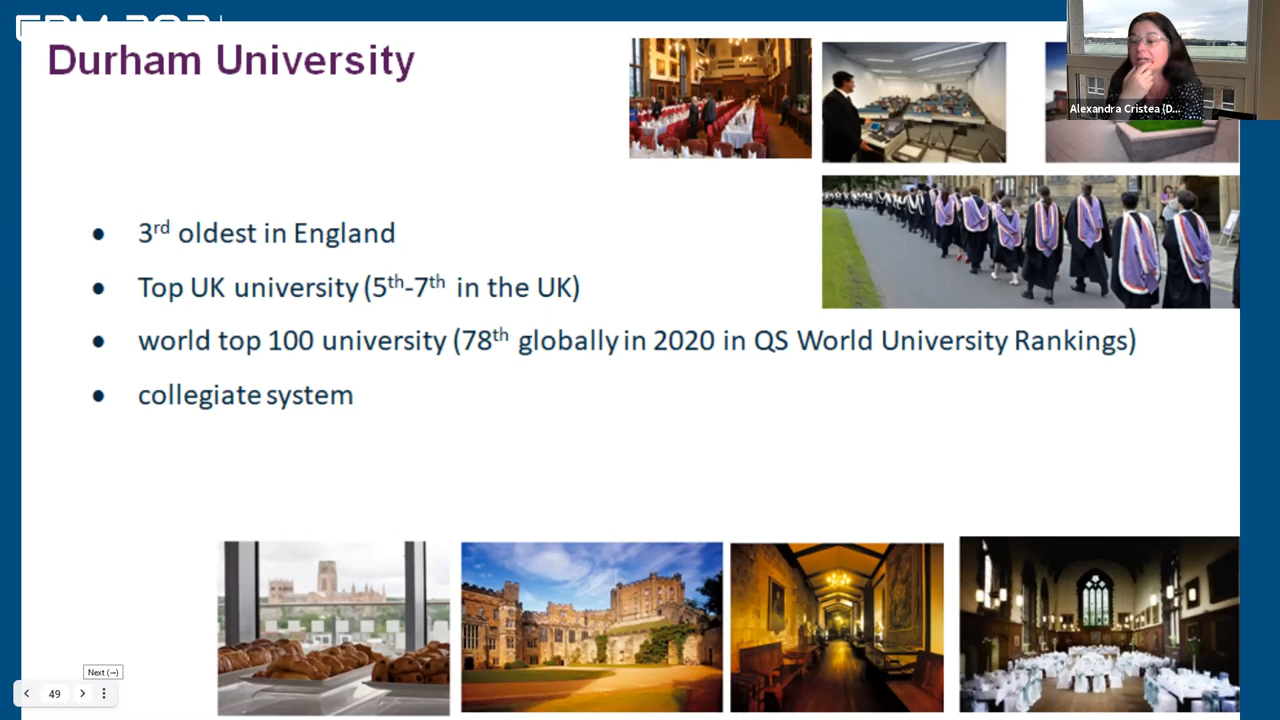 Durham University
Alexandra Cristea (D...
• 3rd oldest in England
• Top UK university (5th-7th in the UK)
• world top 100 university (78th globally in 2020 in QS World University Rankings)
• collegiate system
Next (→)
49